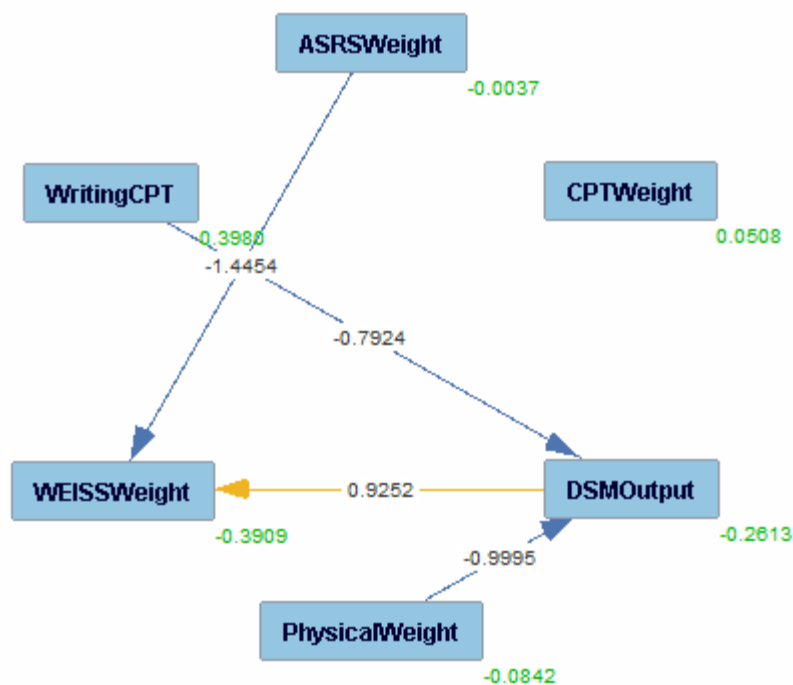 ASRSWeight
-0.0037
WritingCPT
0.3980
CPTWeight
0.0508
-1.4454
-0.7924
WEISSWeight
-0.3909
0.9252
DSMOutput
-0.2613
-0.9995
PhysicalWeight
-0.0842